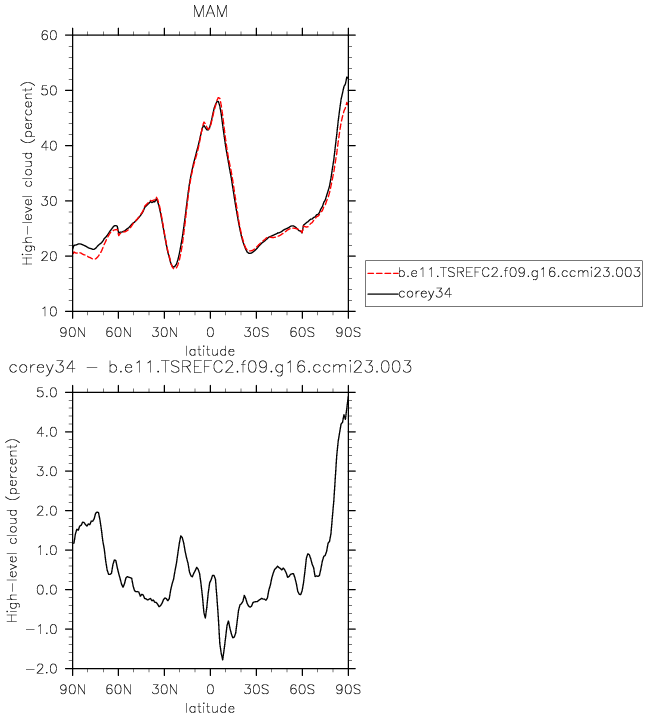 MAM
60
50
40
30
20
10
High-level cloud (percent)
90N 60N 30N 0 30S 60S 90S
latitude
b.e11.TSREFC2.f09.g16.ccmi23.003
corey34
corey34 - b.e11.TSREFC2.f09.g16.ccmi23.003
5.0
4.0
3.0
2.0
1.0
0.0
-1.0
-2.0
High-level cloud (percent)
90N 60N 30N 0 30S 60S 90S
latitude